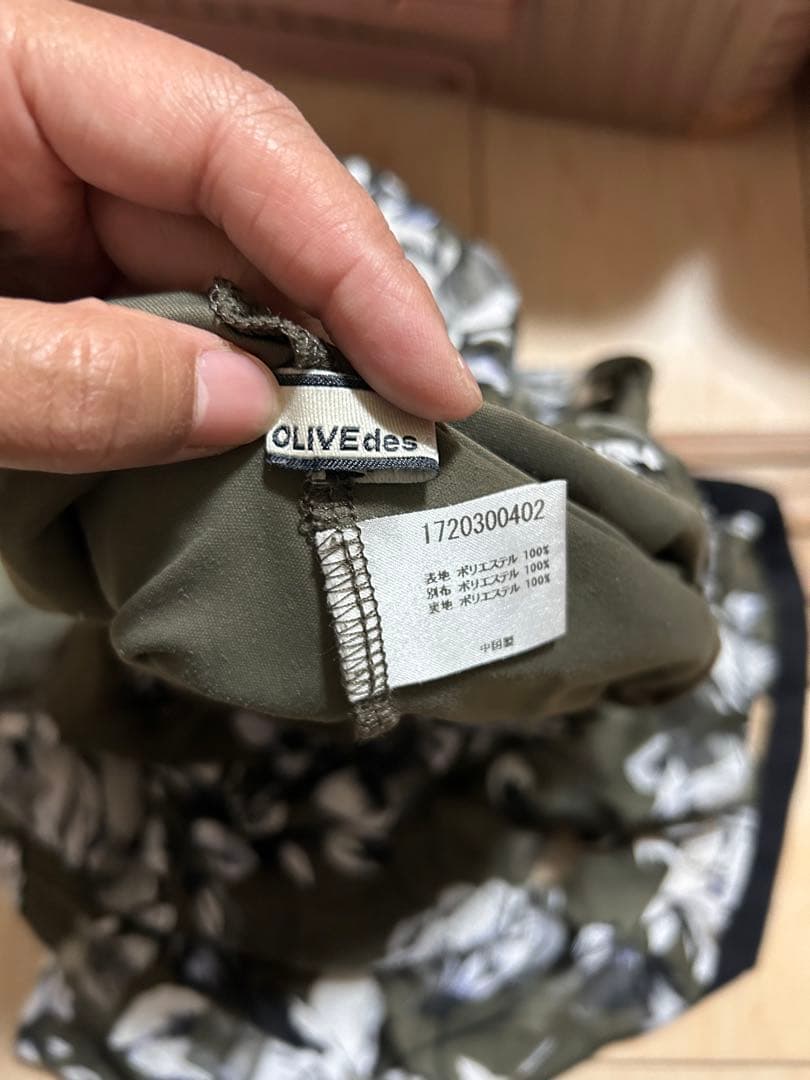 OLIVEdes
1720300402
表地 ポリエステル 100%
別布 ポリエステル 100%
裏地 ポリエステル 100%
中国製